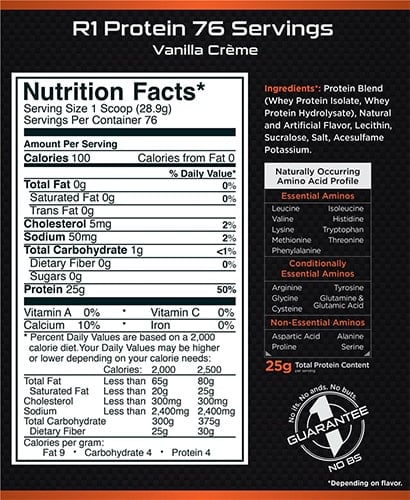 R1 Protein 76 Servings
Vanilla Crème
Nutrition Facts*
Serving Size 1 Scoop (28.9g)
Servings Per Container 76
Amount Per Serving
Calories 100 Calories from Fat 0
% Daily Value*
Total Fat 0g 0%
Saturated Fat 0g 0%
Trans Fat 0g
Cholesterol 5mg 2%
Sodium 50mg 2%
Total Carbohydrate 1g <1%
Dietary Fiber 0g 0%
Sugars 0g
Protein 25g 50%
Vitamin A 0% * Vitamin C 0%
Calcium 10% * Iron 0%
* Percent Daily Values are based on a 2,000
calorie diet.Your Daily Values may be higher
or lower depending on your calorie needs:
Calories: 2,000 2,500
Total Fat Less than 65g 80g
Saturated Fat Less than 20g 25g
Cholesterol Less than 300mg 300mg
Sodium Less than 2,400mg 2,400mg
Total Carbohydrate 300g 375g
Dietary Fiber 25g 30g
Calories per gram:
Fat 9 • Carbohydrate 4 • Protein 4
Ingredients*: Protein Blend
(Whey Protein Isolate, Whey
Protein Hydrolysate), Natural
and Artificial Flavor, Lecithin,
Sucralose, Salt, Acesulfame
Potassium.
Naturally Occurring
Amino Acid Profile
Essential Aminos
Leucine Isoleucine
Valine Histidine
Lysine Tryptophan
Methionine Threonine
Phenylalanine
Conditionally
Essential Aminos
Arginine Tyrosine
Glycine Glutamine &
Cysteine Glutamic Acid
Non-Essential Aminos
Aspartic Acid Alanine
Proline Serine
25g Total Protein Content
per serving
No ifs. No ands. No buts.
1
GUARANTEE
NO BS
*Depending on flavor.